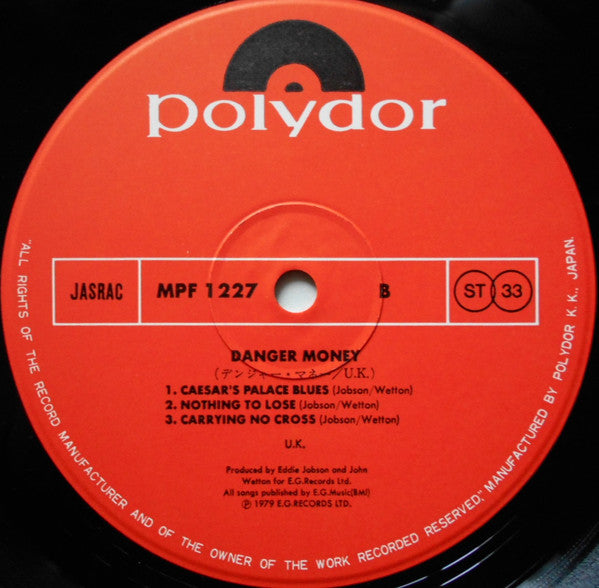 polydor
JASRAC MPF 1227 B ST 33
DANGER MONEY
(デンジャー・マネー/U.K.)
1. CAESAR'S PALACE BLUES (Jobson/Wetton)
2. NOTHING TO LOSE (Jobson/Wetton)
3. CARRYING NO CROSS (Jobson/Wetton)
U.K.
Produced by Eddie Jobson and John
Wetton for E.G.Records Ltd.
All songs published by E.G.Music(BMI)
℗ 1979 E.G.RECORDS LTD.
"ALL RIGHTS OF THE RECORD MANUFACTURER AND OF THE OWNER OF THE WORK RECORDED RESERVED," MANUFACTURED BY POLYDOR K.K., JAPAN.